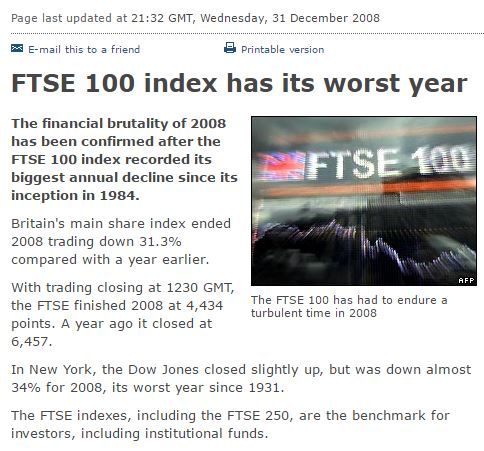 Page last updated at 21:32 GMT, Wednesday, 31 December 2008
E-mail this to a friend
Printable version
FTSE 100 index has its worst year
The financial brutality of 2008
has been confirmed after the
FTSE 100 index recorded its
biggest annual decline since its
inception in 1984.
Britain's main share index ended
2008 trading down 31.3%
compared with a year earlier.
With trading closing at 1230 GMT,
the FTSE finished 2008 at 4,434
points. A year ago it closed at
6,457.
FTSE 100
AFP
The FTSE 100 has had to endure a
turbulent time in 2008
In New York, the Dow Jones closed slightly up, but was down almost
34% for 2008, its worst year since 1931.
The FTSE indexes, including the FTSE 250, are the benchmark for
investors, including institutional funds.